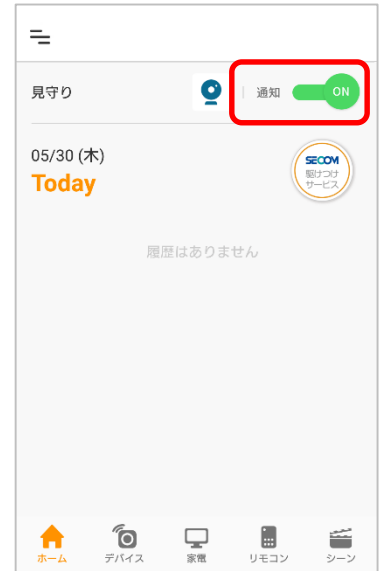 見守り
通知
ON
05/30 (木)
Today
SECOM
駆けつけ
サービス
履歴はありません
ホーム
デバイス
家電
リモコン
シーン